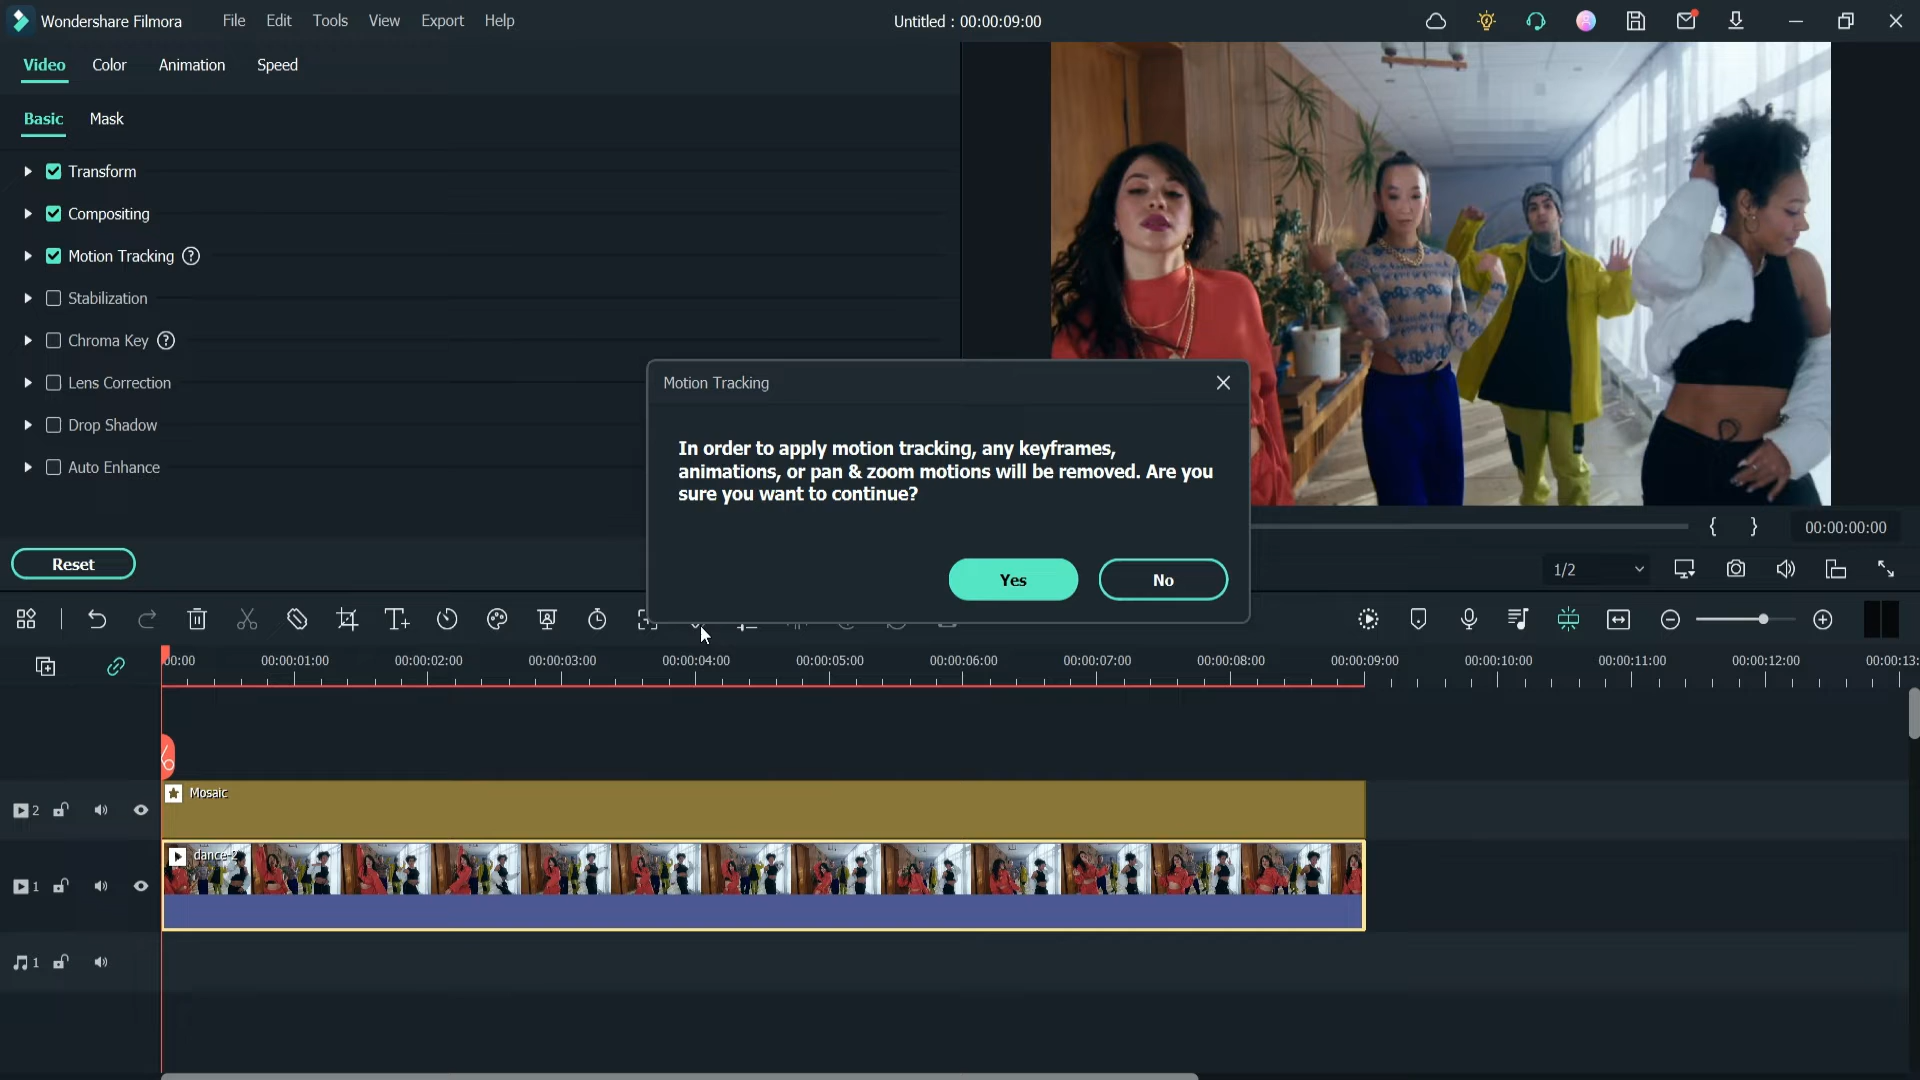 Wondershare Filmora File Edit Tools View Export Help Untitled : 00:00:09:00
Video Color Animation Speed
Basic Mask
Transform
Compositing
Motion Tracking ?
Stabilization
Chroma Key ?
Lens Correction
Drop Shadow
Auto Enhance
Reset
Motion Tracking
In order to apply motion tracking, any keyframes,
animations, or pan & zoom motions will be removed. Are you
sure you want to continue?
Yes No
{ } 00:00:00:00
1/2
00:00:01:00 00:00:02:00 00:00:03:00 00:00:04:00 00:00:05:00 00:00:06:00 00:00:07:00 00:00:08:00 00:00:09:00 00:00:10:00 00:00:11:00 00:00:12:00
Mosaic
2
dance-2
1
1